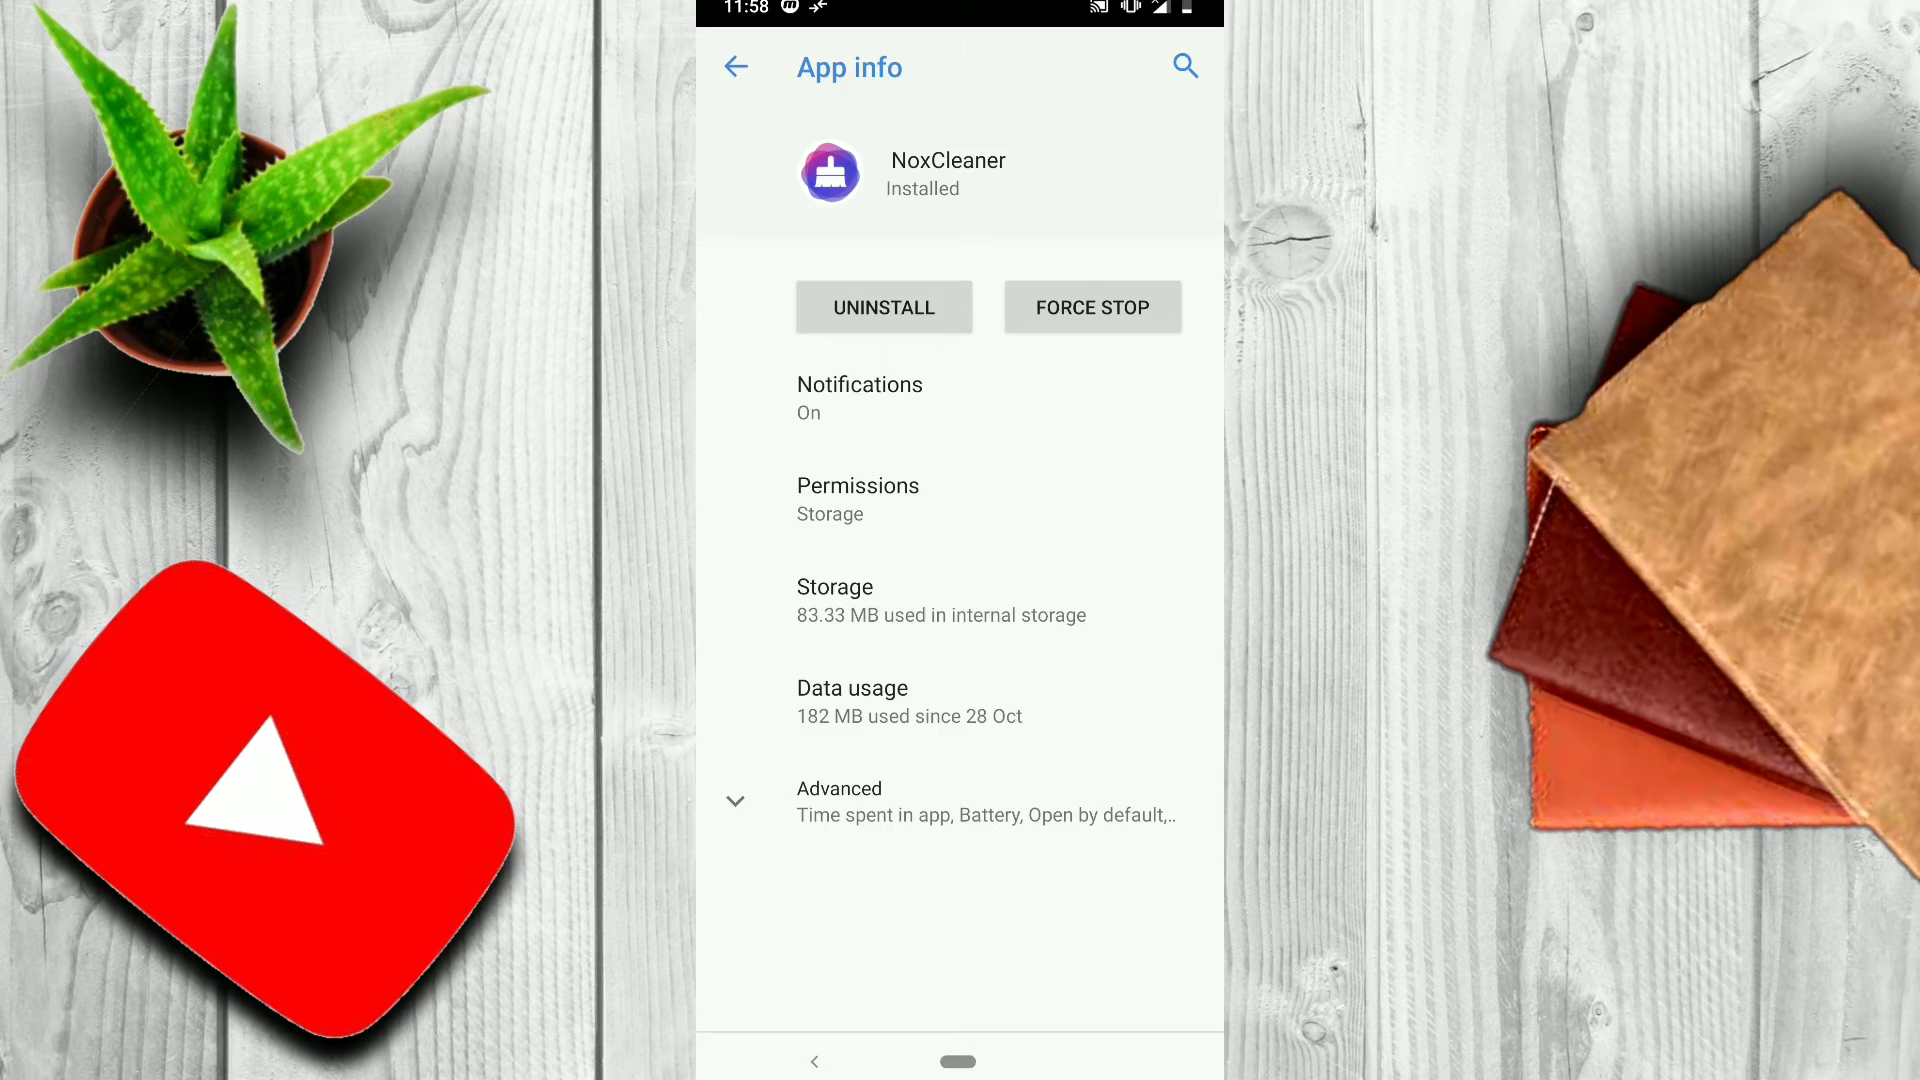 11:58
App info
NoxCleaner
Installed
UNINSTALL
FORCE STOP
Notifications
On
Permissions
Storage
Storage
83.33 MB used in internal storage
Data usage
182 MB used since 28 Oct
Advanced
Time spent in app, Battery, Open by default,..